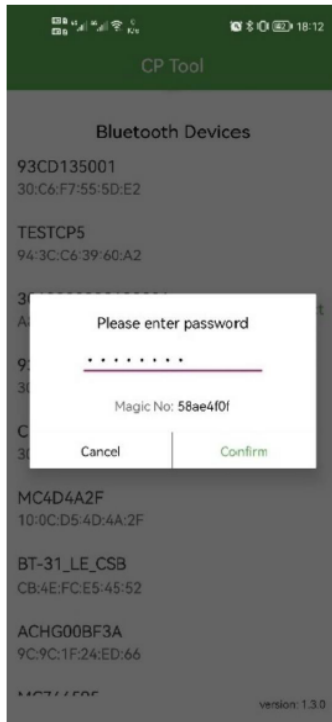 0 K/s 42 18:12
CP Tool
Bluetooth Devices
93CD135001
30:C6:F7:55:5D:E2
TESTCP5
94:3C:C6:39:60:A2
Please enter password
Magic No: 58ae4f0f
Cancel Confirm
MC4D4A2F
10:0C:D5:4D:4A:2F
BT-31_LE_CSB
CB:4E:FC:E5:45:52
ACHG00BF3A
9C:9C:1F:24:ED:66
version: 1.3.0